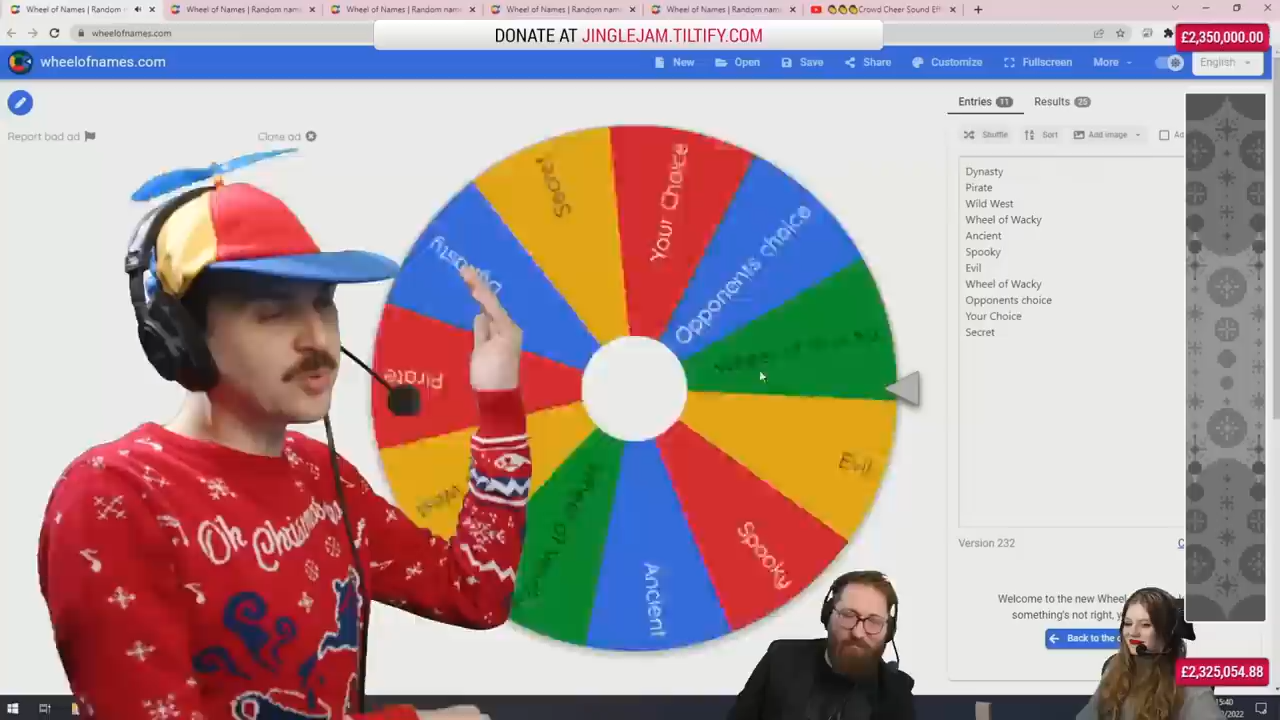 Wheel of Names | Random n
Wheel of Names | Random nam
Wheel of Names | Random nam
Wheel of Names | Random nam
Wheel of Names | Random nam
Crowd Cheer Sound Eff
wheelofnames.com
DONATE AT JINGLEJAM.TILTIFY.COM
£2,350,000.00
wheelofnames.com
New
Open
Save
Share
Customize
Fullscreen
More
English
Entries 11
Results 25
Report bad ad
Close ad
Shuffle
Sort
Add image
Dynasty
Pirate
Wild West
Wheel of Wacky
Ancient
Spooky
Evil
Wheel of Wacky
Opponents choice
Your Choice
Secret
Secret
Your Choice
Opponents choice
Dynasty
Pirate
Evil
Spooky
Ancient
Oh Christmas
Version 232
Welcome to the new Wheel
something's not right, y
Back to the
£2,325,054.88
15:40
/2022